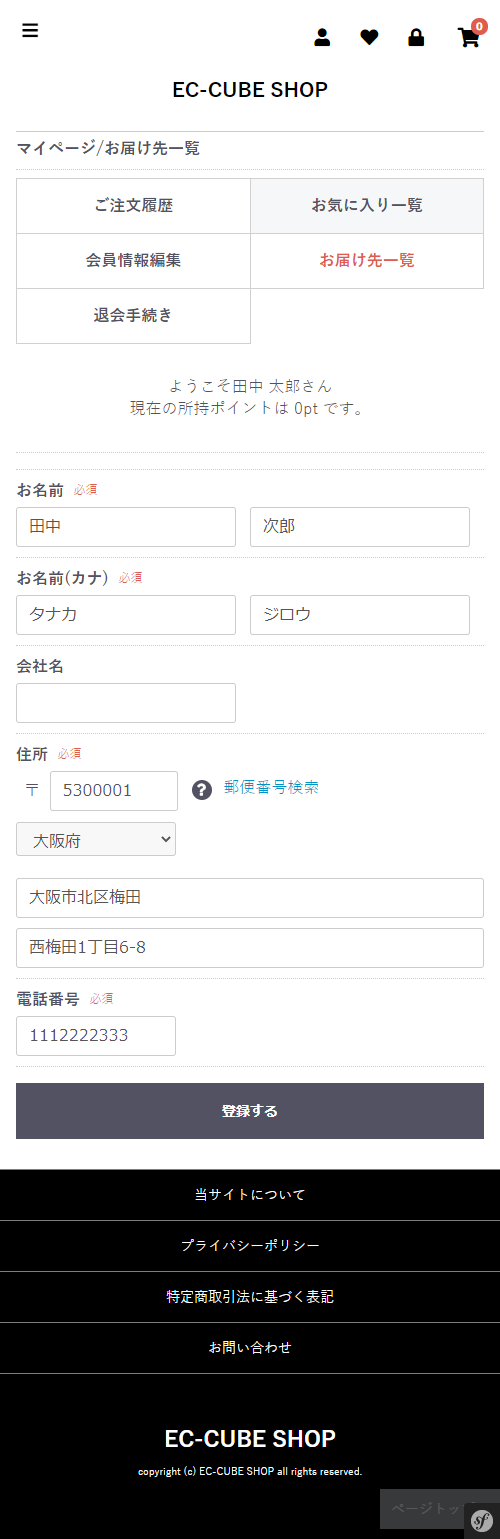 0
EC-CUBE SHOP
マイページ/お届け先一覧
ご注文履歴
お気に入り一覧
会員情報編集
お届け先一覧
退会手続き
ようこそ田中 太郎さん
現在の所持ポイントは 0pt です。
お名前 必須
田中 次郎
お名前(カナ) 必須
タナカ ジロウ
会社名
住所 必須
〒 5300001 ? 郵便番号検索
大阪府
大阪市北区梅田
西梅田1丁目6-8
電話番号 必須
1112222333
登録する
当サイトについて
プライバシーポリシー
特定商取引法に基づく表記
お問い合わせ
EC-CUBE SHOP
copyright (c) EC-CUBE SHOP all rights reserved.
ページトッ
sf